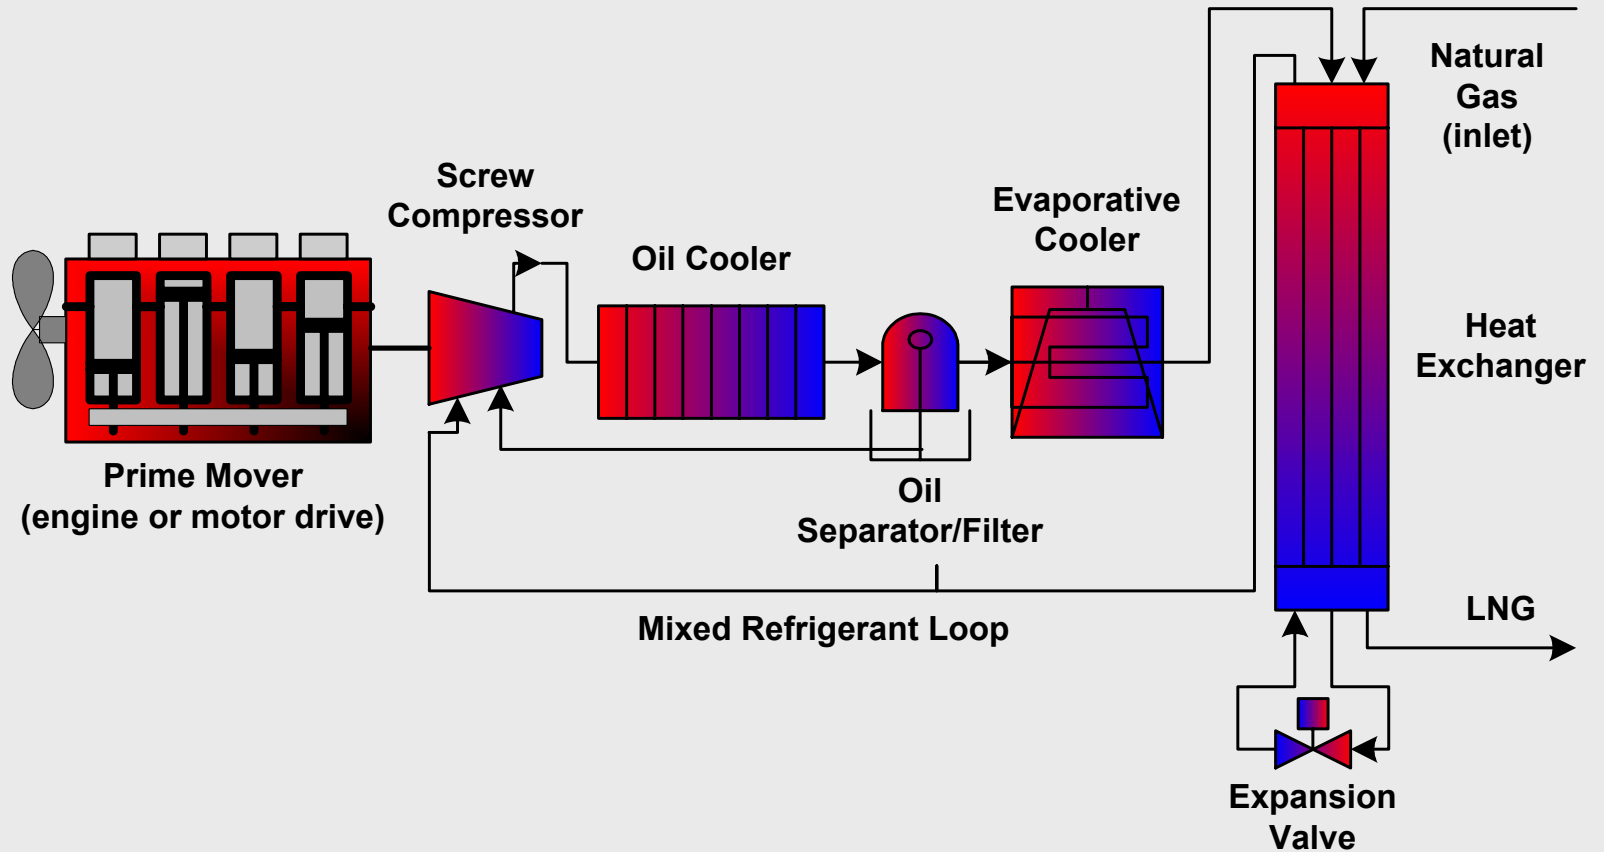 Natural
Gas
(inlet)
Screw
Compressor
Evaporative
Cooler
Oil Cooler
Heat
Exchanger
Prime Mover
(engine or motor drive)
Oil
Separator/Filter
Mixed Refrigerant Loop
LNG
Expansion
Valve